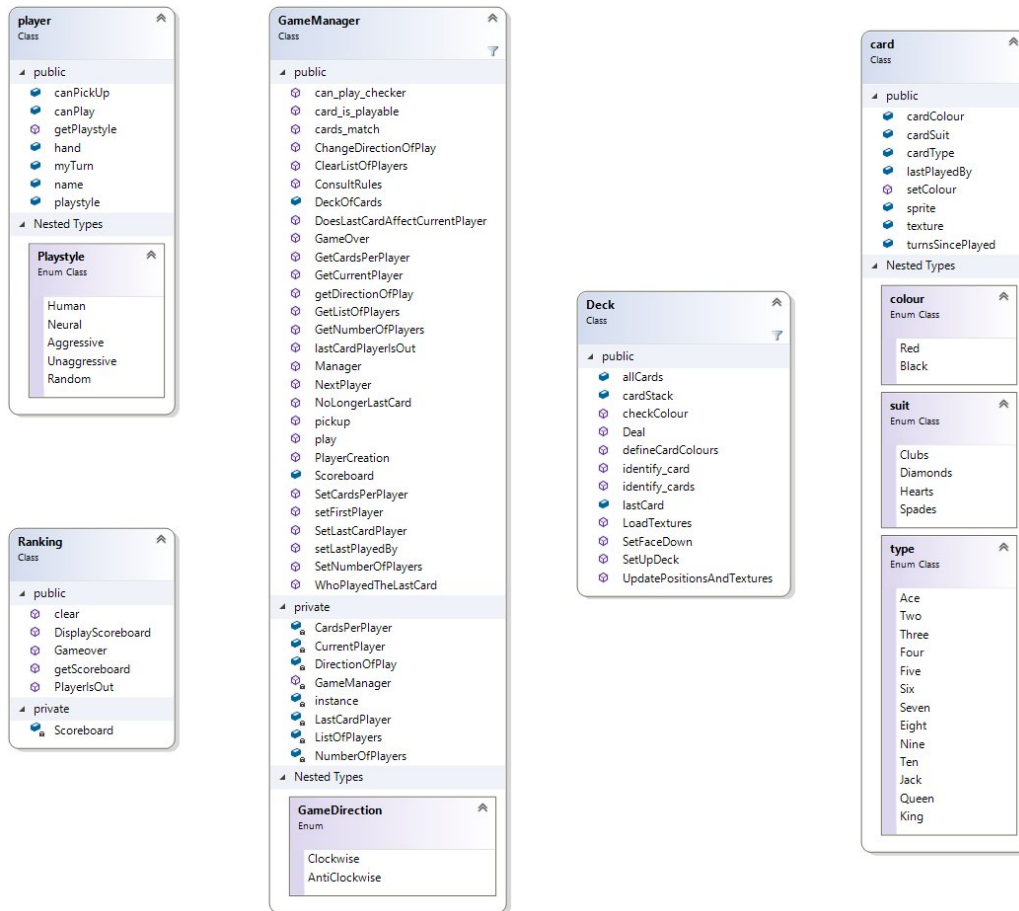 player
Class
public
canPickUp
canPlay
getPlaystyle
hand
myTurn
name
playstyle
Nested Types
Playstyle
Enum Class
Human
Neural
Aggressive
Unaggressive
Random
Ranking
Class
public
clear
DisplayScoreboard
Gameover
getScoreboard
PlayerIsOut
private
Scoreboard
GameManager
Class
public
can_play_checker
card_is_playable
cards_match
ChangeDirectionOfPlay
ClearListOfPlayers
ConsultRules
DeckOfCards
DoesLastCardAffectCurrentPlayer
GameOver
GetCardsPerPlayer
GetCurrentPlayer
getDirectionOfPlay
GetListOfPlayers
GetNumberOfPlayers
lastCardPlayerIsOut
Manager
NextPlayer
NoLongerLastCard
pickup
play
PlayerCreation
Scoreboard
SetCardsPerPlayer
setFirstPlayer
SetLastCardPlayer
setLastPlayedBy
SetNumberOfPlayers
WhoPlayedTheLastCard
private
CardsPerPlayer
CurrentPlayer
DirectionOfPlay
GameManager
instance
LastCardPlayer
ListOfPlayers
NumberOfPlayers
Nested Types
GameDirection
Enum
Clockwise
AntiClockwise
Deck
Class
public
allCards
cardStack
checkColour
Deal
defineCardColours
identify_card
identify_cards
lastCard
LoadTextures
SetFaceDown
SetUpDeck
UpdatePositionsAndTextures
card
Class
public
cardColour
cardSuit
cardType
lastPlayedBy
setColour
sprite
texture
turnsSincePlayed
Nested Types
colour
Enum Class
Red
Black
suit
Enum Class
Clubs
Diamonds
Hearts
Spades
type
Enum Class
Ace
Two
Three
Four
Five
Six
Seven
Eight
Nine
Ten
Jack
Queen
King